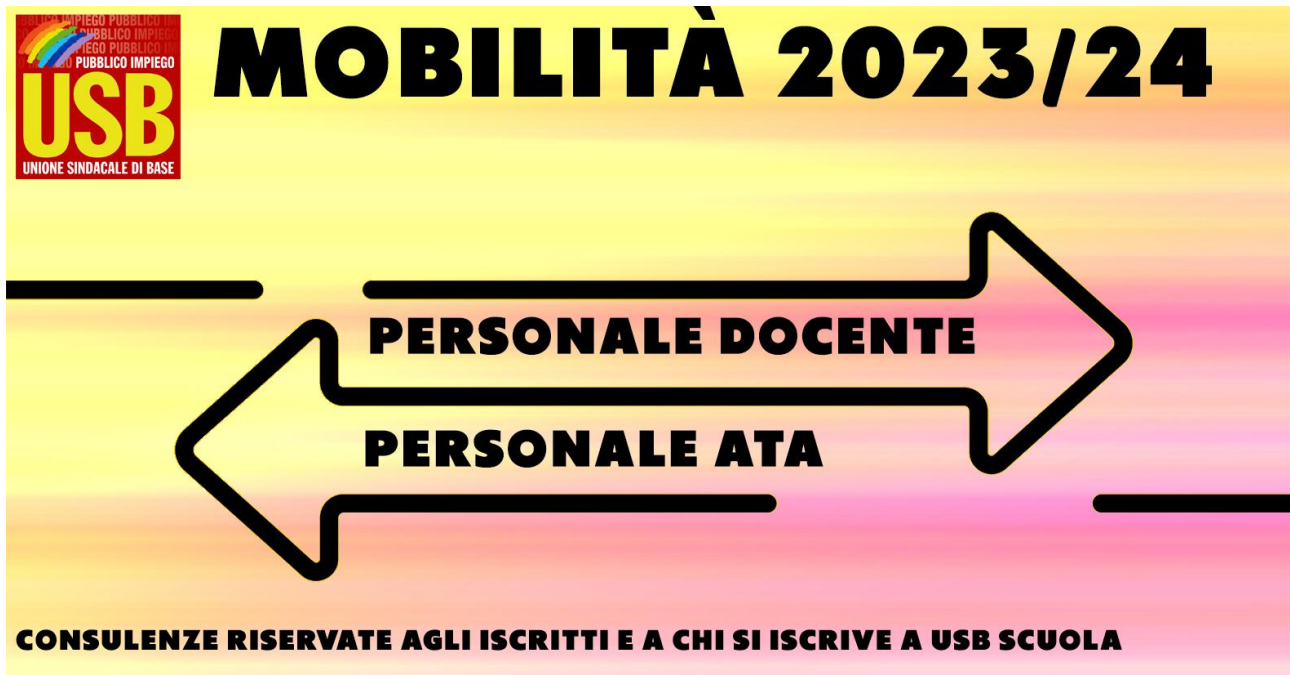 PUBBLICO IMPIEGO
USB
UNIONE SINDACALE DI BASE
MOBILITÀ 2023/24
PERSONALE DOCENTE
PERSONALE ATA
CONSULENZE RISERVATE AGLI ISCRITTI E A CHI SI ISCRIVE A USB SCUOLA